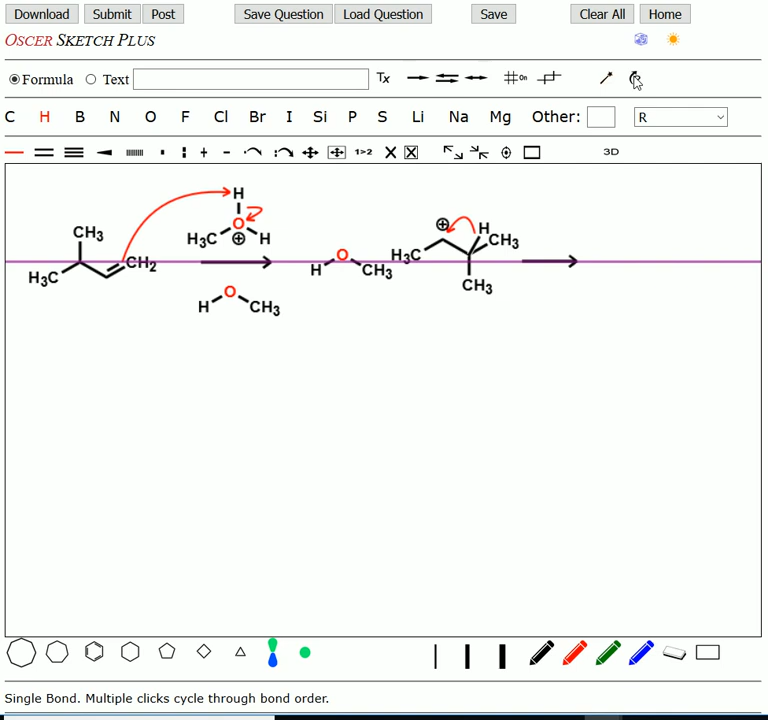 Download Submit Post Save Question Load Question Save Clear All Home
OSCER SKETCH PLUS
Formula Text Tx #On
C H B N O F Cl Br I Si P S Li Na Mg Other: R
+ - 1>2 X X 3D
H
CH3 O H
H3C ⊕ H ⊕ CH3
H3C CH2 O H3C
H CH3 CH3
O
H CH3
Single Bond. Multiple clicks cycle through bond order.